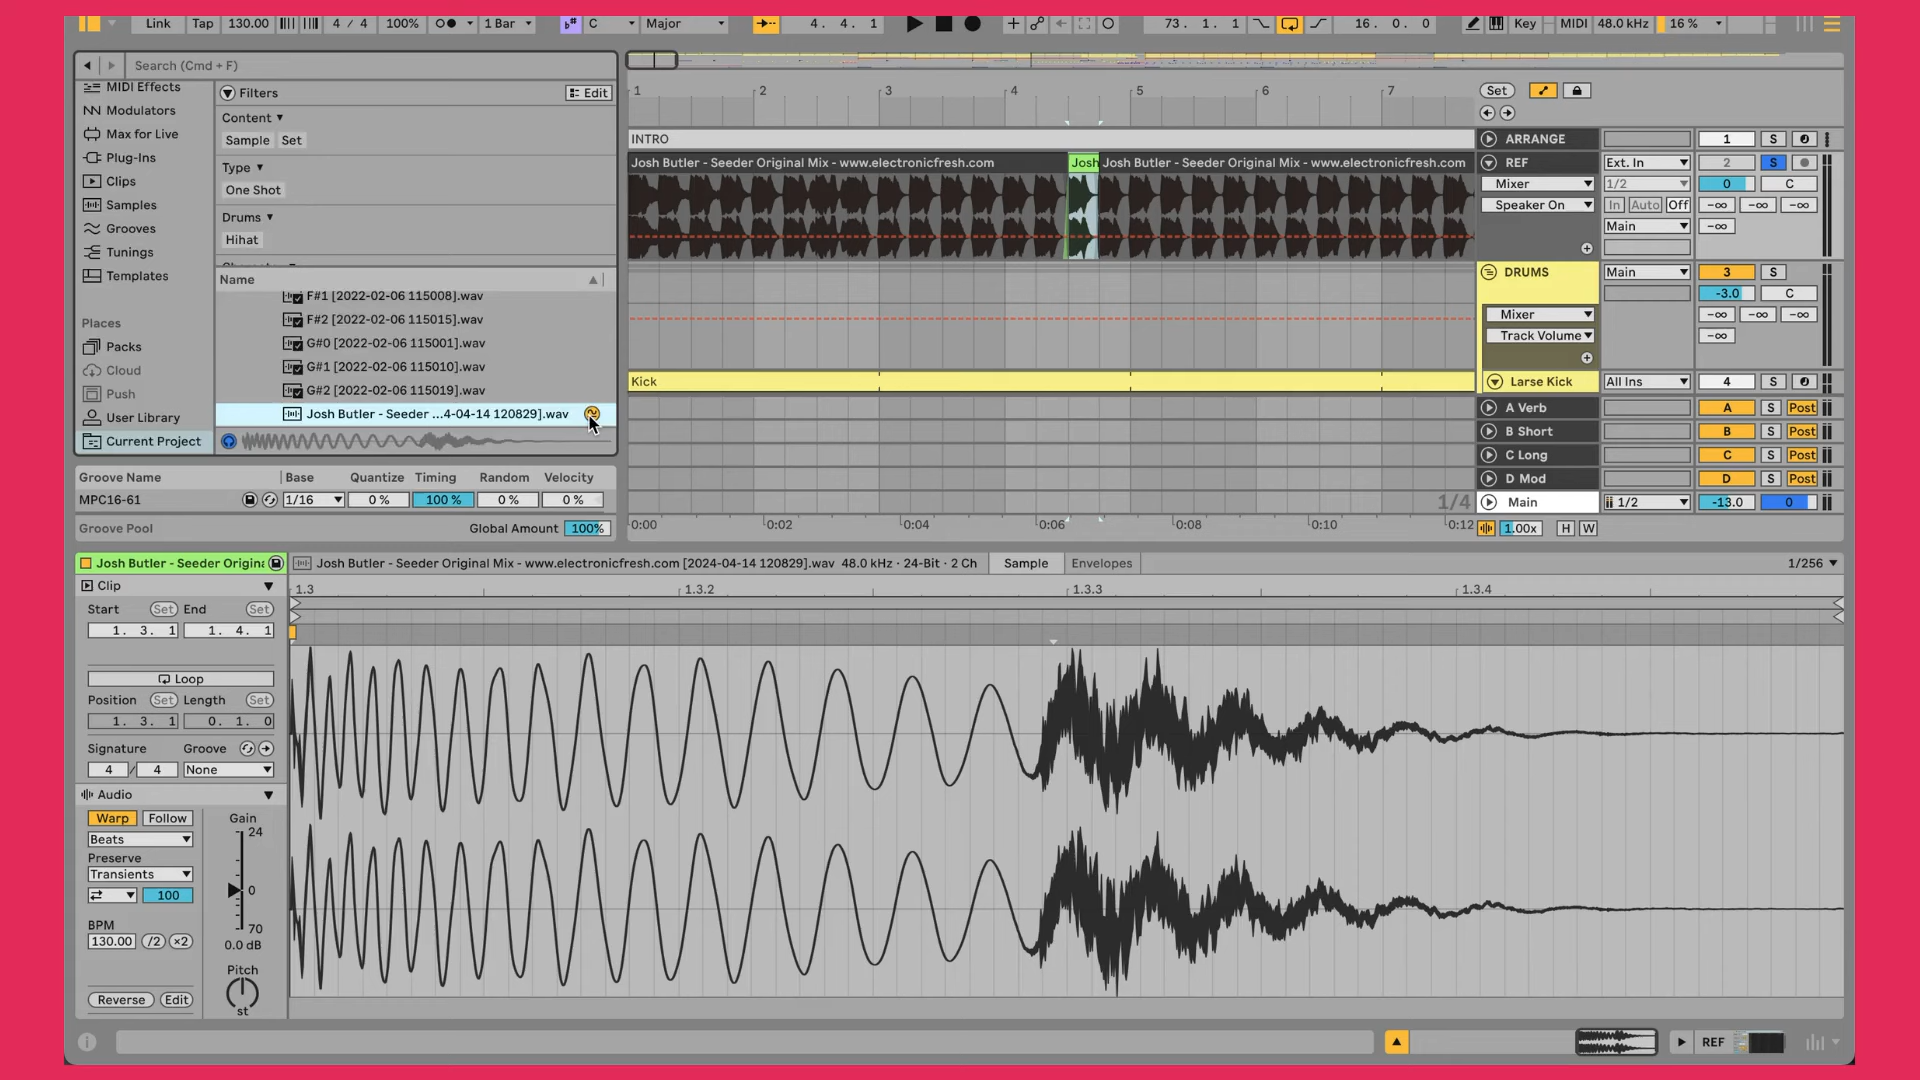 Link Tap 130.00 4 / 4 100% 1 Bar b# C Major 4. 4. 1 73. 1. 1 16. 0. 0 Key MIDI 48.0 kHz 16 %
Search (Cmd + F)
MIDI Effects
Modulators
Max for Live
Plug-Ins
Clips
Samples
Grooves
Tunings
Templates
Places
Packs
Cloud
Push
User Library
Current Project
Filters Edit
Content
Sample Set
Type
One Shot
Drums
Hihat
Name
F#1 [2022-02-06 115008].wav
F#2 [2022-02-06 115015].wav
G#0 [2022-02-06 115001].wav
G#1 [2022-02-06 115010].wav
G#2 [2022-02-06 115019].wav
Josh Butler - Seeder ...4-04-14 120829].wav
Groove Name Base Quantize Timing Random Velocity
MPC16-61 1/16 0 % 100 % 0 % 0 %
Groove Pool Global Amount 100%
1 2 3 4 5 6 7
INTRO
Josh Butler - Seeder Original Mix - www.electronicfresh.com Josh Josh Butler - Seeder Original Mix - www.electronicfresh.com
Kick
1/4
0:00 0:02 0:04 0:06 0:08 0:10 0:12
Set
ARRANGE 1 S
REF Ext. In 2 S
Mixer 1/2 0 C
Speaker On In Auto Off -∞ -∞ -∞
Main -∞
DRUMS Main 3 S
-3.0 C
Mixer -∞ -∞ -∞
Track Volume -∞
Larse Kick All Ins 4 S
A Verb A S Post
B Short B S Post
C Long C S Post
D Mod D S Post
Main 1/2 -13.0 0
1.00x H W
Josh Butler - Seeder Origina
Josh Butler - Seeder Original Mix - www.electronicfresh.com [2024-04-14 120829].wav 48.0 kHz · 24-Bit · 2 Ch Sample Envelopes 1/256
Clip
Start Set End Set
1. 3. 1 1. 4. 1
Loop
Position Set Length Set
1. 3. 1 0. 1. 0
Signature Groove
4 / 4 None
Audio
Warp Follow Gain
Beats 24
Preserve
Transients
100 0
BPM 70
130.00 /2 ×2 0.0 dB
Pitch
Reverse Edit
st
1.3 1.3.2 1.3.3 1.3.4
REF